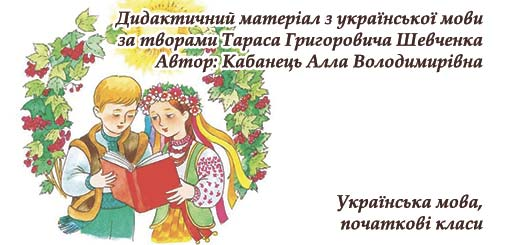 Дидактичний матеріал з української мови
за творами Тараса Григоровича Шевченка
Автор: Кабанець Алла Володимирівна
Українська мова,
початкові класи